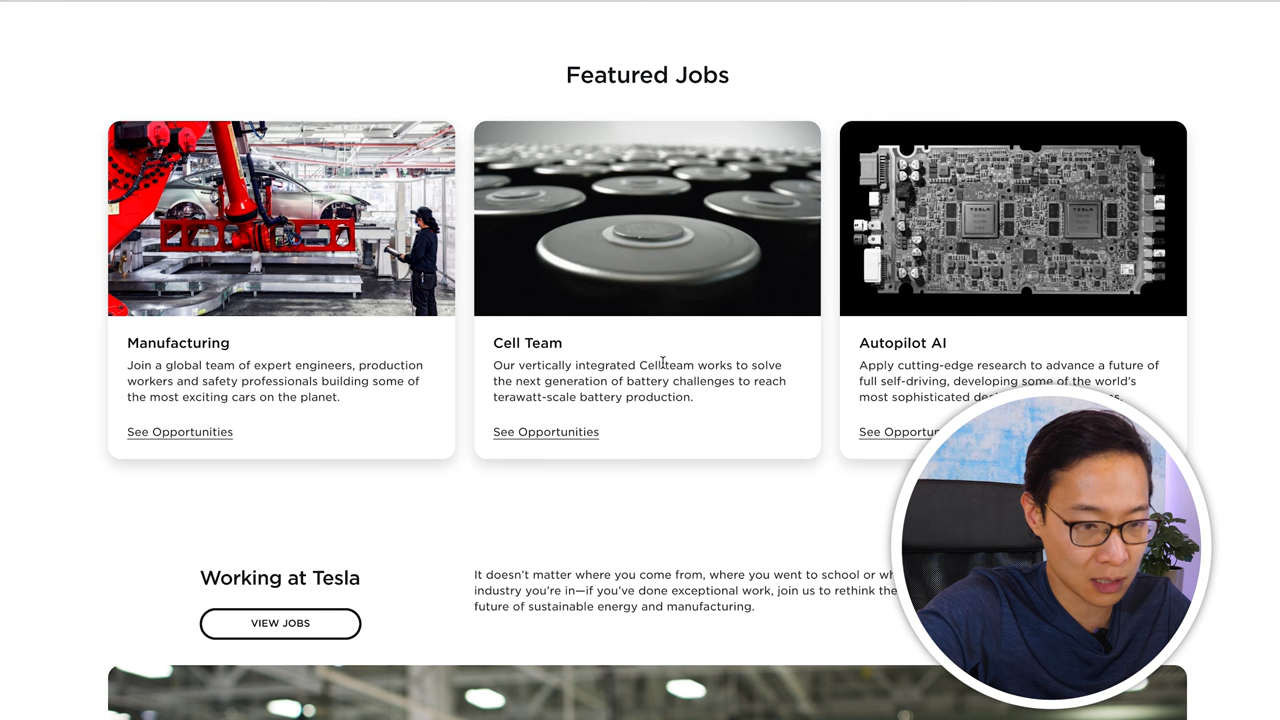 Featured Jobs
Manufacturing
Join a global team of expert engineers, production
workers and safety professionals building some of
the most exciting cars on the planet.
See Opportunities
Cell Team
Our vertically integrated Cell team works to solve
the next generation of battery challenges to reach
terawatt-scale battery production.
See Opportunities
TESLA
TESLA
Autopilot AI
Apply cutting-edge research to advance a future of
full self-driving, developing some of the world's
most sophisticated
See
Working at Tesla
VIEW JOBS
It doesn't matter where you come from, where you went to school or
industry you're in—if you've done exceptional work, join us to rethink the
future of sustainable energy and manufacturing.